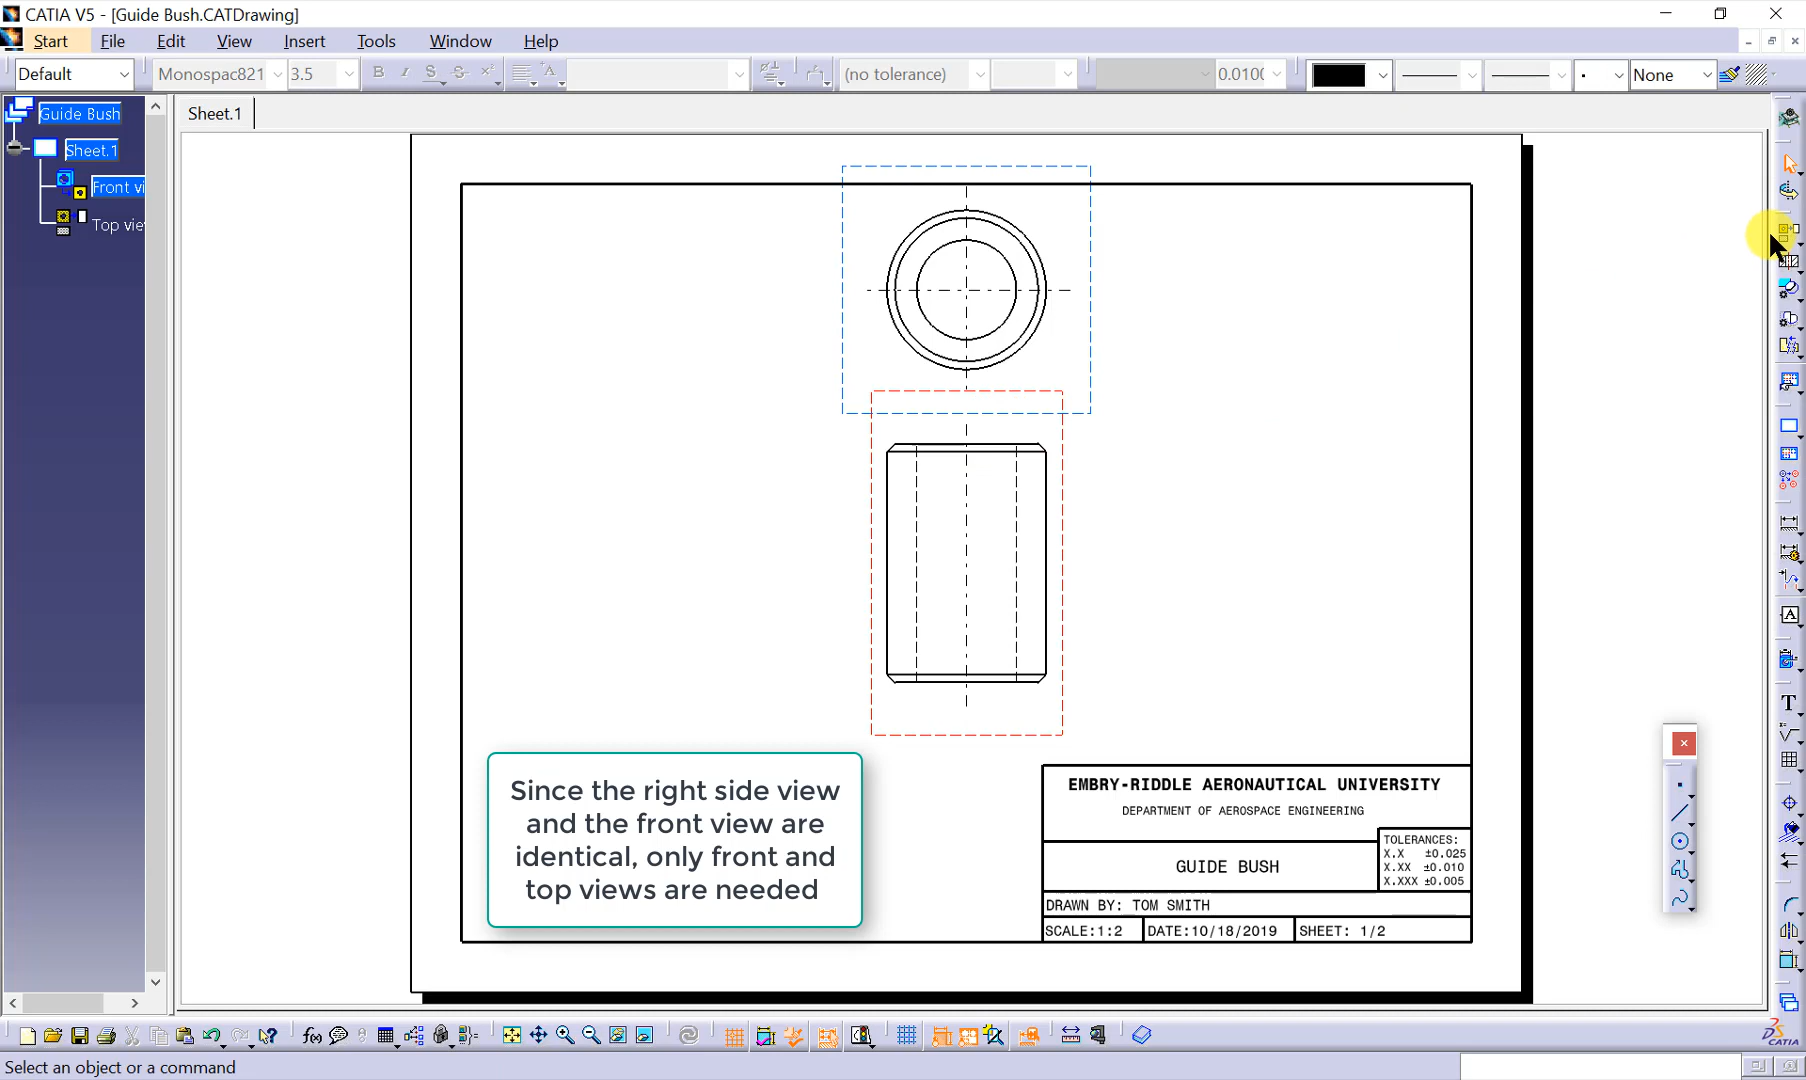 CATIA V5 - [Guide Bush.CATDrawing]
Start File Edit View Insert Tools Window Help
Default Monospac821 3.5 B I S S (no tolerance) 0.010( None
Guide Bush
Sheet.1
Front vi
Top vie
Sheet.1
Since the right side view
and the front view are
identical, only front and
top views are needed
EMBRY-RIDDLE AERONAUTICAL UNIVERSITY
DEPARTMENT OF AEROSPACE ENGINEERING
GUIDE BUSH
TOLERANCES:
X.X ±0.025
X.XX ±0.010
X.XXX ±0.005
DRAWN BY: TOM SMITH
SCALE:1:2 DATE:10/18/2019 SHEET: 1/2
CATIA
Select an object or a command